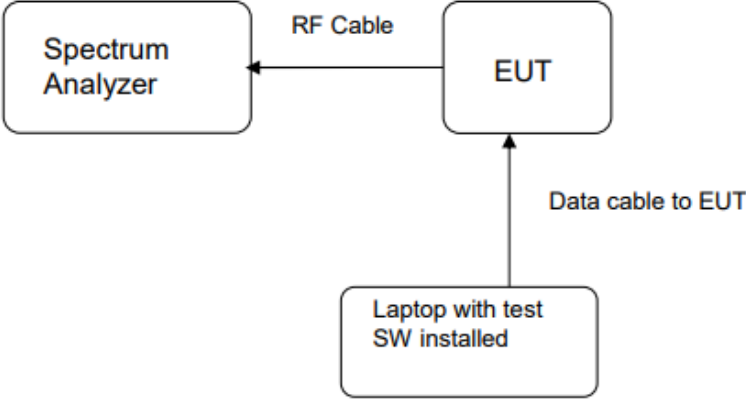 RF Cable
Spectrum
Analyzer
EUT
Data cable to EUT
Laptop with test
SW installed